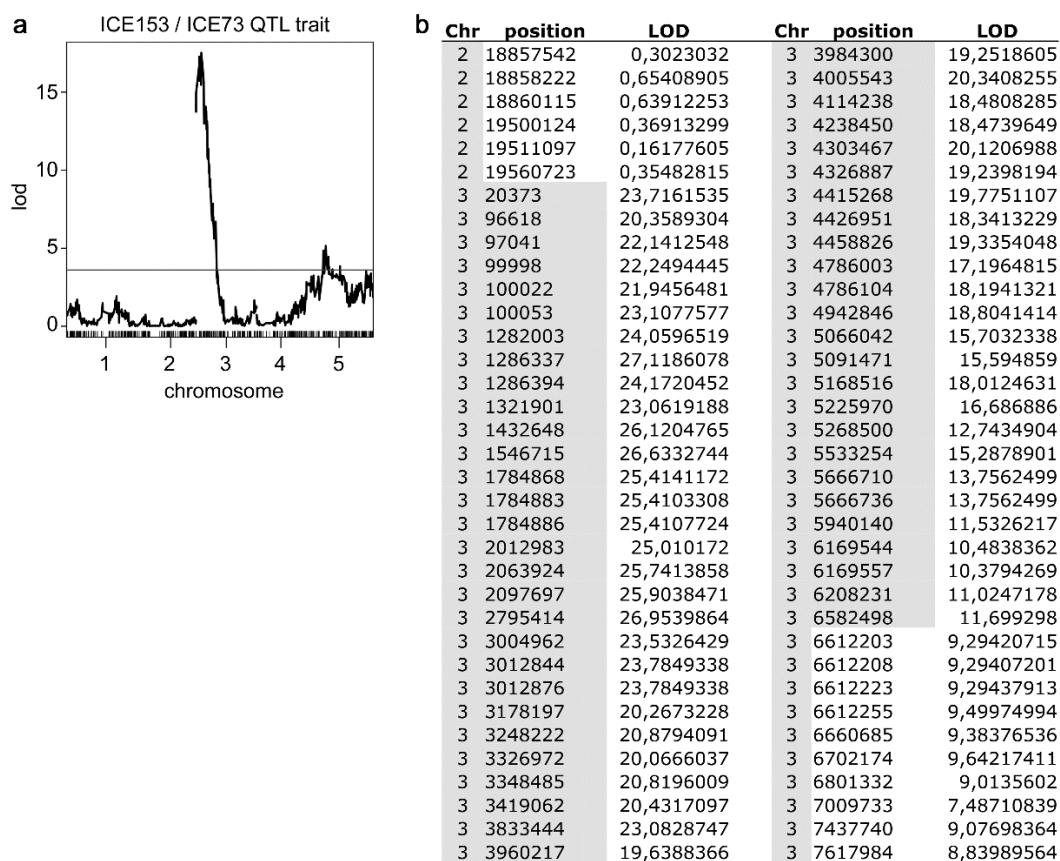 a
ICE153 / ICE73 QTL trait
lod
15
10
5
0
1 2 3 4 5
chromosome
b
Chr position LOD
2 18857542 0,3023032
2 18858222 0,65408905
2 18860115 0,63912253
2 19500124 0,36913299
2 19511097 0,16177605
2 19560723 0,35482815
3 20373 23,7161535
3 96618 20,3589304
3 97041 22,1412548
3 99998 22,2494445
3 100022 21,9456481
3 100053 23,1077577
3 1282003 24,0596519
3 1286337 27,1186078
3 1286394 24,1720452
3 1321901 23,0619188
3 1432648 26,1204765
3 1546715 26,6332744
3 1784868 25,4141172
3 1784883 25,4103308
3 1784886 25,4107724
3 2012983 25,010172
3 2063924 25,7413858
3 2097697 25,9038471
3 2795414 26,9539864
3 3004962 23,5326429
3 3012844 23,7849338
3 3012876 23,7849338
3 3178197 20,2673228
3 3248222 20,8794091
3 3326972 20,0666037
3 3348485 20,8196009
3 3419062 20,4317097
3 3833444 23,0828747
3 3960217 19,6388366
Chr position LOD
3 3984300 19,2518605
3 4005543 20,3408255
3 4114238 18,4808285
3 4238450 18,4739649
3 4303467 20,1206988
3 4326887 19,2398194
3 4415268 19,7751107
3 4426951 18,3413229
3 4458826 19,3354048
3 4786003 17,1964815
3 4786104 18,1941321
3 4942846 18,8041414
3 5066042 15,7032338
3 5091471 15,594859
3 5168516 18,0124631
3 5225970 16,686886
3 5268500 12,7434904
3 5533254 15,2878901
3 5666710 13,7562499
3 5666736 13,7562499
3 5940140 11,5326217
3 6169544 10,4838362
3 6169557 10,3794269
3 6208231 11,0247178
3 6582498 11,699298
3 6612203 9,29420715
3 6612208 9,29407201
3 6612223 9,29437913
3 6612255 9,49974994
3 6660685 9,38376536
3 6702174 9,64217411
3 6801332 9,0135602
3 7009733 7,48710839
3 7437740 9,07698364
3 7617984 8,83989564